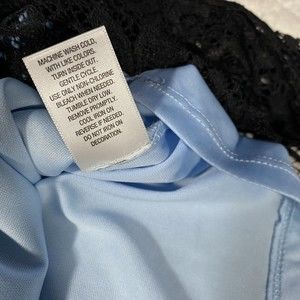 MACHINE WASH COLD,
WITH LIKE COLORS.
TURN INSIDE OUT.
GENTLE CYCLE
USE ONLY NON-CHLORINE
BLEACH WHEN NEEDED
TUMBLE DRY LOW.
REMOVE PROMPTLY.
COOL IRON ON
REVERSE IF NEEDED.
DO NOT IRON ON
DECORATION.